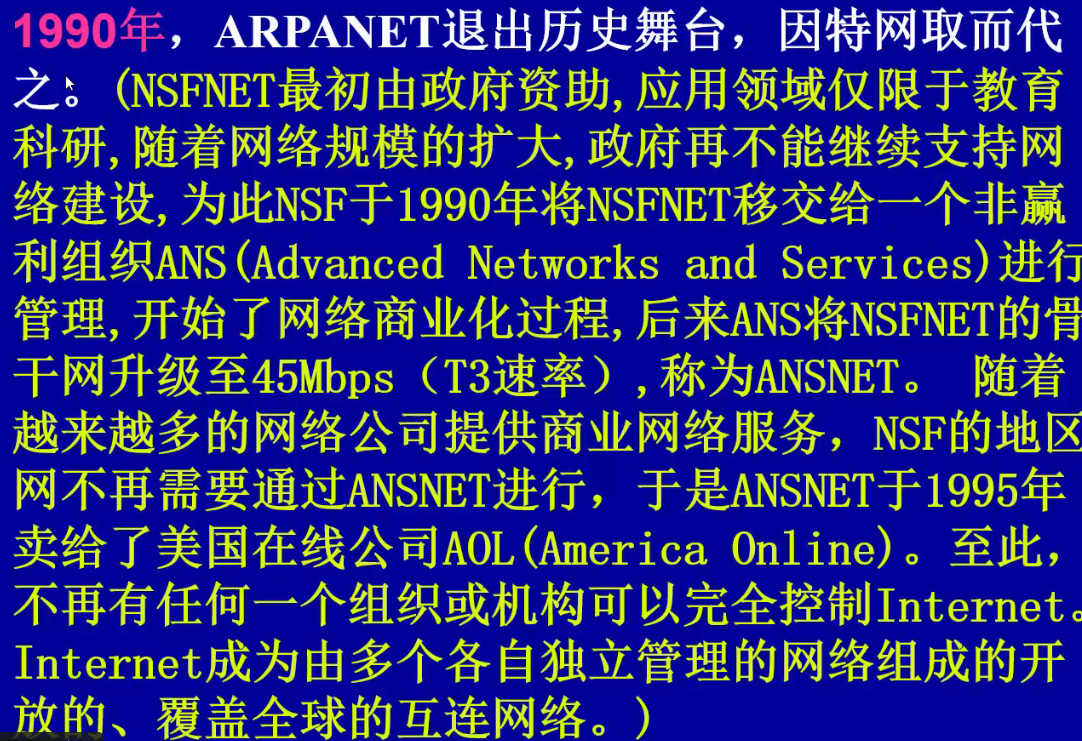 1990年，ARPANET退出历史舞台，因特网取而代
之。(NSFNET最初由政府资助,应用领域仅限于教育
科研,随着网络规模的扩大,政府再不能继续支持网
络建设,为此NSF于1990年将NSFNET移交给一个非赢
利组织ANS(Advanced Networks and Services)进行
管理,开始了网络商业化过程,后来ANS将NSFNET的骨
干网升级至45Mbps（T3速率）,称为ANSNET。 随着
越来越多的网络公司提供商业网络服务，NSF的地区
网不再需要通过ANSNET进行，于是ANSNET于1995年
卖给了美国在线公司AOL(America Online)。至此，
不再有任何一个组织或机构可以完全控制Internet。
Internet成为由多个各自独立管理的网络组成的开
放的、覆盖全球的互连网络。)